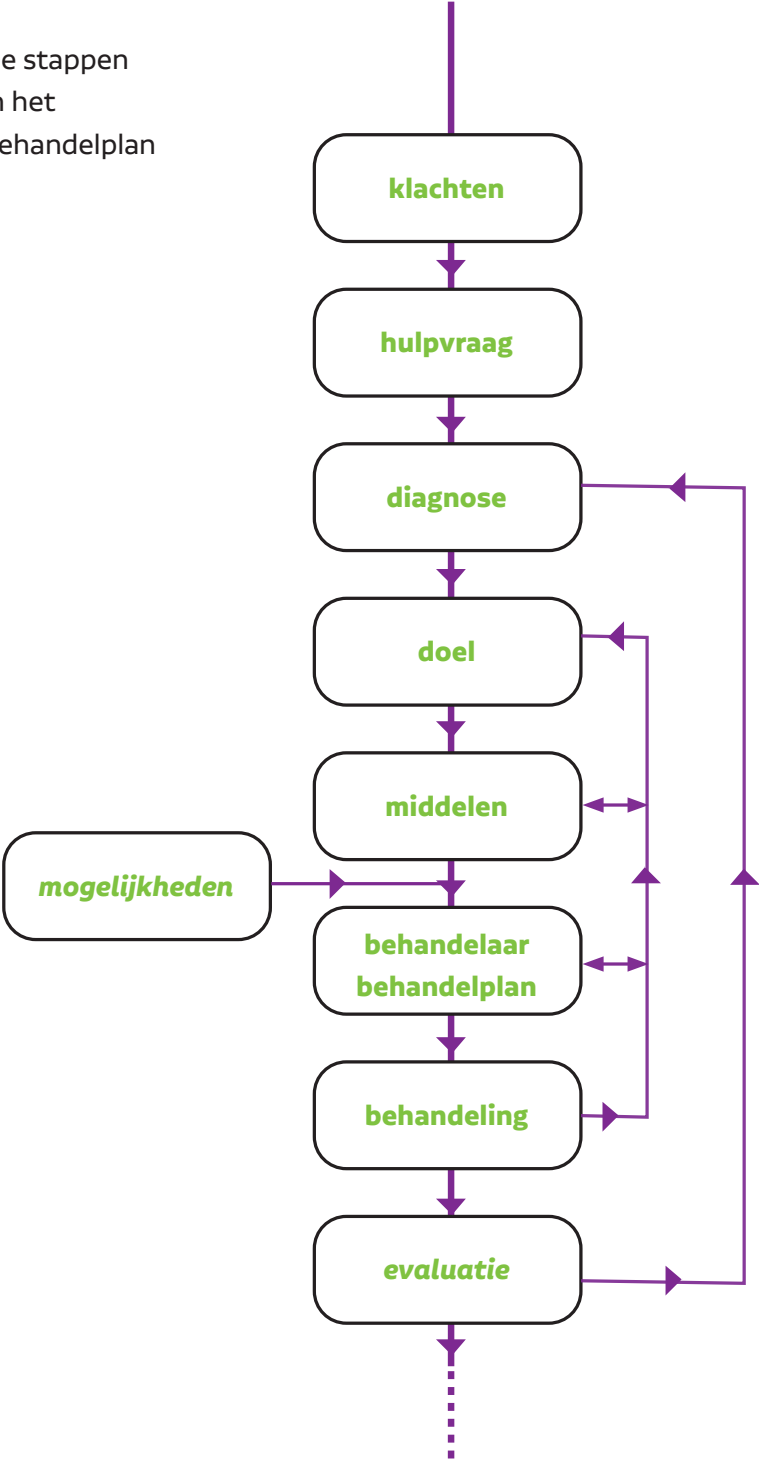 e stappen
het
ehandelplan
klachten
hulpvraag
diagnose
doel
middelen
mogelijkheden
behandelaar
behandelplan
behandeling
evaluatie